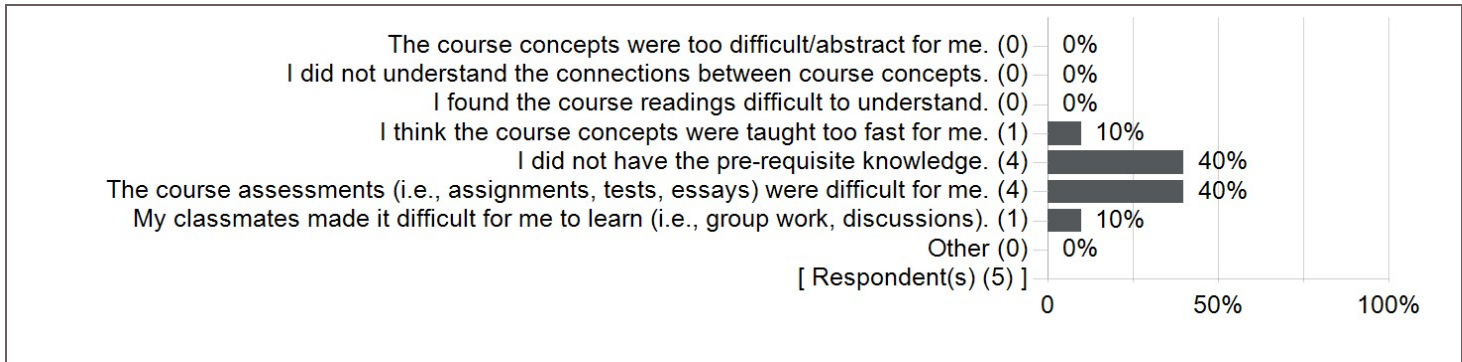 The course concepts were too difficult/abstract for me. (0) 0%
I did not understand the connections between course concepts. (0) 0%
I found the course readings difficult to understand. (0) 0%
I think the course concepts were taught too fast for me. (1) 10%
I did not have the pre-requisite knowledge. (4) 40%
The course assessments (i.e., assignments, tests, essays) were difficult for me. (4) 40%
My classmates made it difficult for me to learn (i.e., group work, discussions). (1) 10%
Other (0) 0%
[ Respondent(s) (5) ]
0 50% 100%